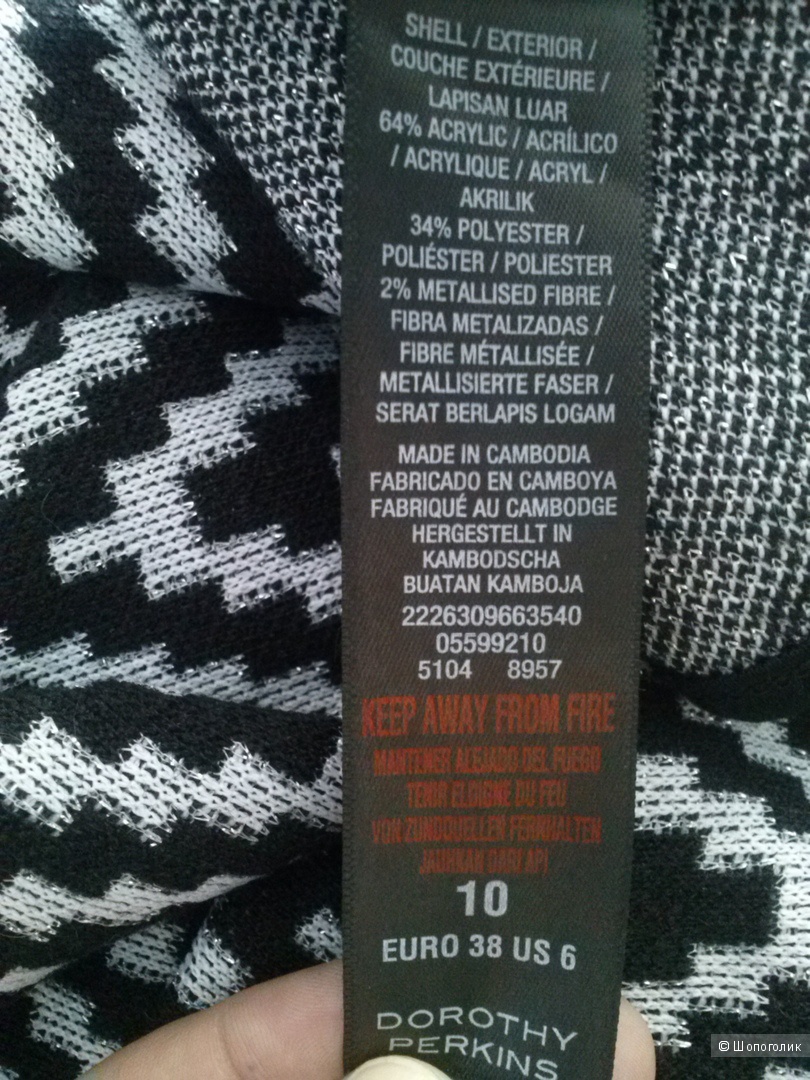 SHELL / EXTERIOR /
COUCHE EXTÉRIEURE /
LAPISAN LUAR
64% ACRYLIC / ACRÍLICO
/ ACRYLIQUE / ACRYL /
AKRILIK
34% POLYESTER /
POLIÉSTER / POLIESTER
2% METALLISED FIBRE /
FIBRA METALIZADAS /
FIBRE MÉTALLISÉE /
METALLISIERTE FASER /
SERAT BERLAPIS LOGAM
MADE IN CAMBODIA
FABRICADO EN CAMBOYA
FABRIQUÉ AU CAMBODGE
HERGESTELLT IN
KAMBODSCHA
BUATAN KAMBOJA
2226309663540
05599210
5104 8957
KEEP AWAY FROM FIRE
MANTENER ALEJADO DEL FUEGO
TENIR ELOIGNE DU FEU
VON ZUNDQUELLEN FERNHALTEN
JAUHKAN DARI API
10
EURO 38 US 6
DOROTHY
PERKINS
© Шопоголик